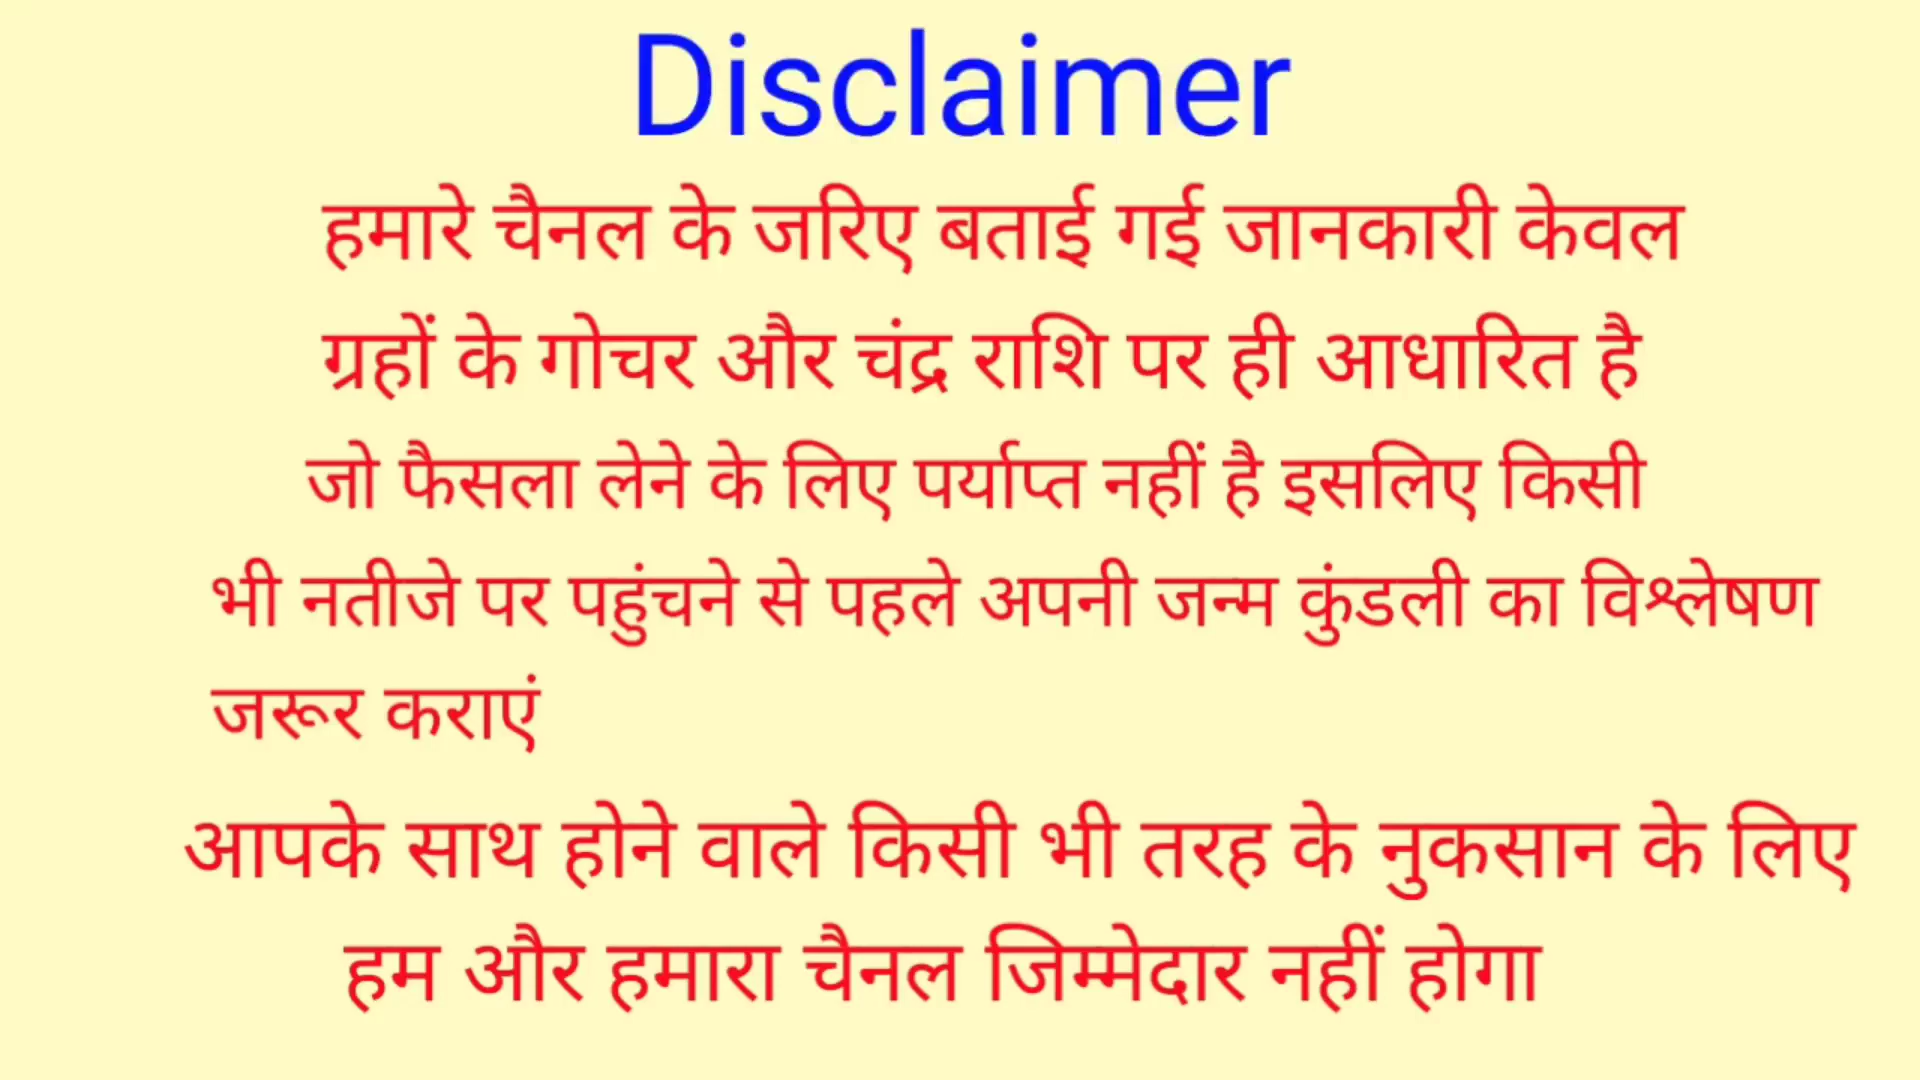 Disclaimer
हमारे चैनल के जरिए बताई गई जानकारी केवल
ग्रहों के गोचर और चंद्र राशि पर ही आधारित है
जो फैसला लेने के लिए पर्याप्त नहीं है इसलिए किसी
भी नतीजे पर पहुंचने से पहले अपनी जन्म कुंडली का विश्लेषण
जरूर कराएं
आपके साथ होने वाले किसी भी तरह के नुकसान के लिए
हम और हमारा चैनल जिम्मेदार नहीं होगा